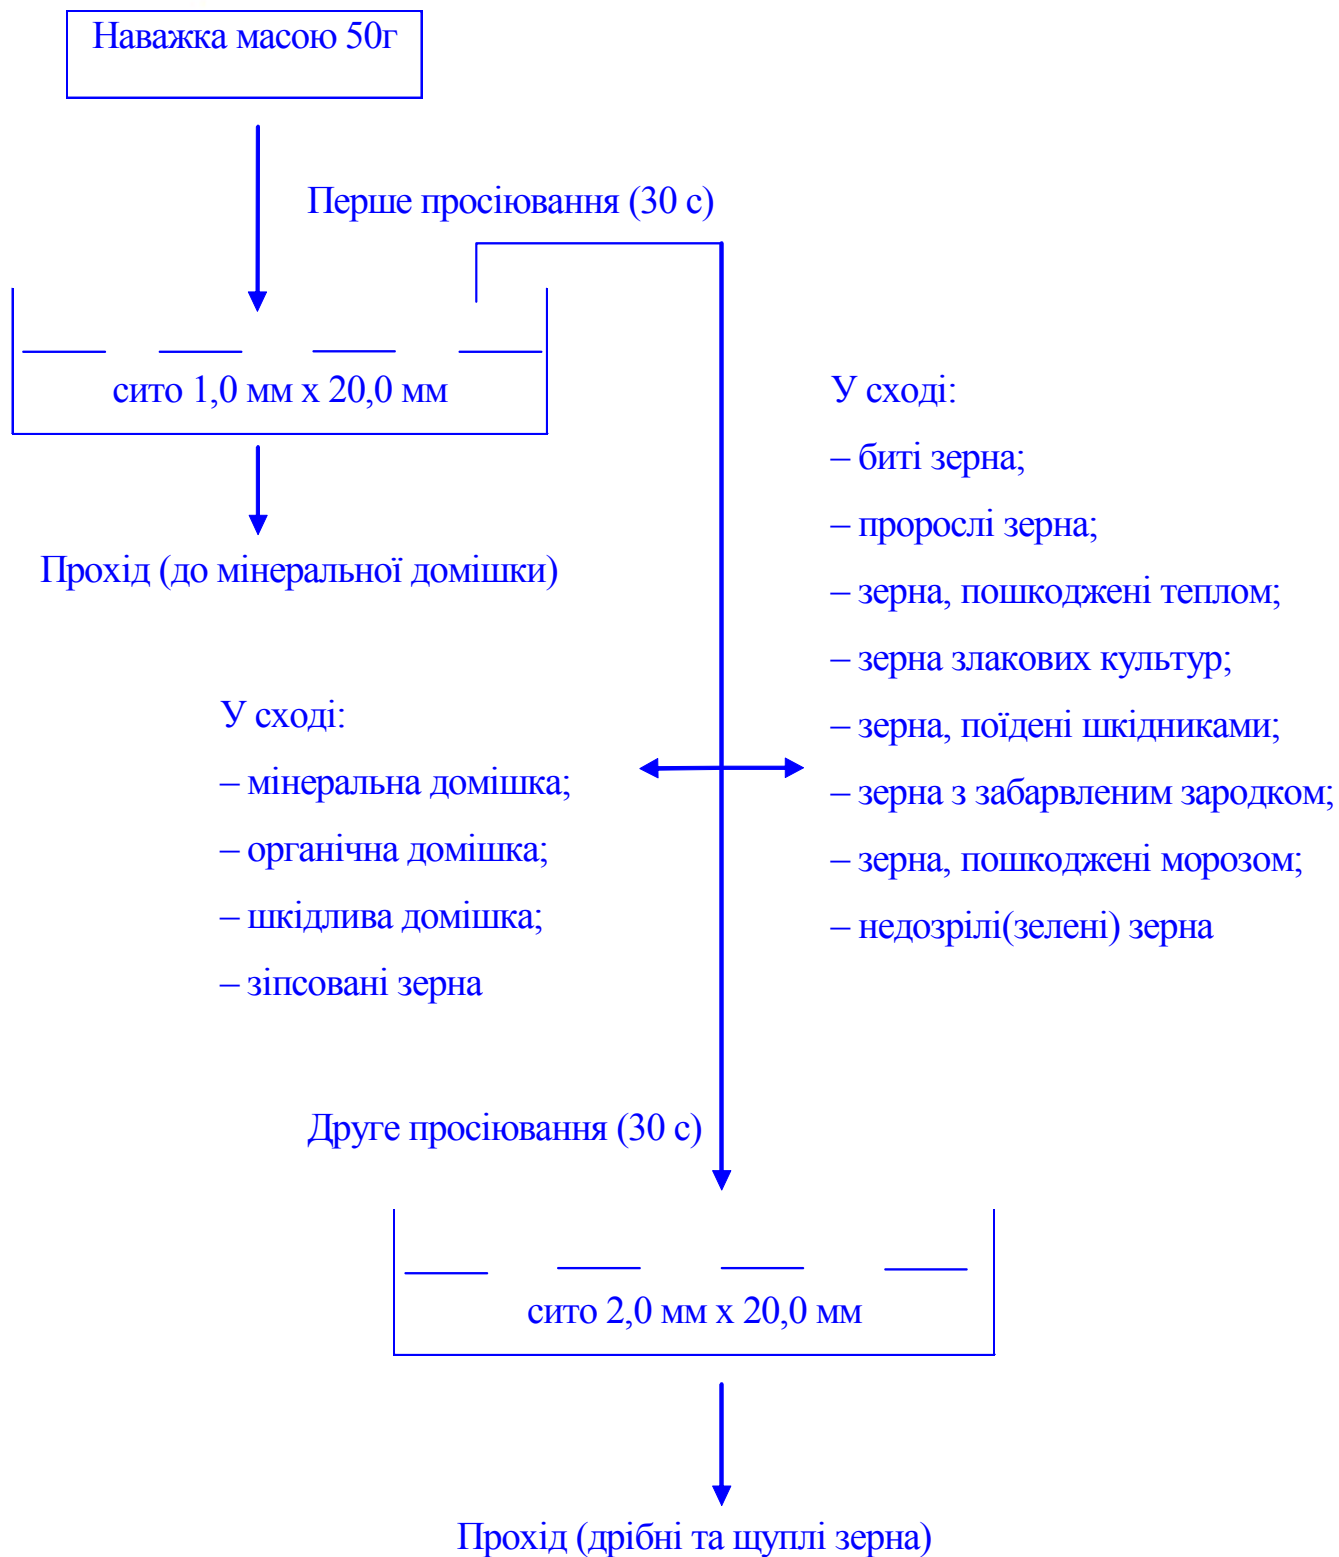 Наважка масою 50г
Перше просіювання (30 с)
сито 1,0 мм х 20,0 мм
Прохід (до мінеральної домішки)
У сході:
– биті зерна;
– пророслі зерна;
– зерна, пошкоджені теплом;
– зерна злакових культур;
– зерна, поїдені шкідниками;
– зерна з забарвленим зародком;
– зерна, пошкоджені морозом;
– недозрілі(зелені) зерна
У сході:
– мінеральна домішка;
– органічна домішка;
– шкідлива домішка;
– зіпсовані зерна
Друге просіювання (30 с)
сито 2,0 мм х 20,0 мм
Прохід (дрібні та щуплі зерна)